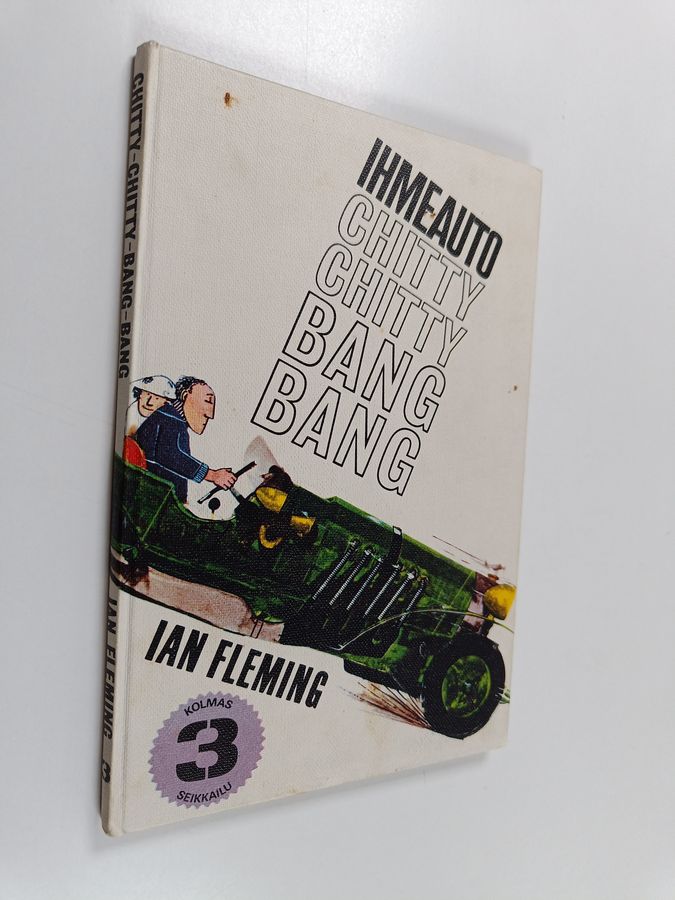 CHITTY-CHITTY-BANG-BANG
IAN FLEMING 3
IHMEAUTO
CHITTY
CHITTY
BANG
BANG
IAN FLEMING
KOLMAS
3
SEIKKAILU